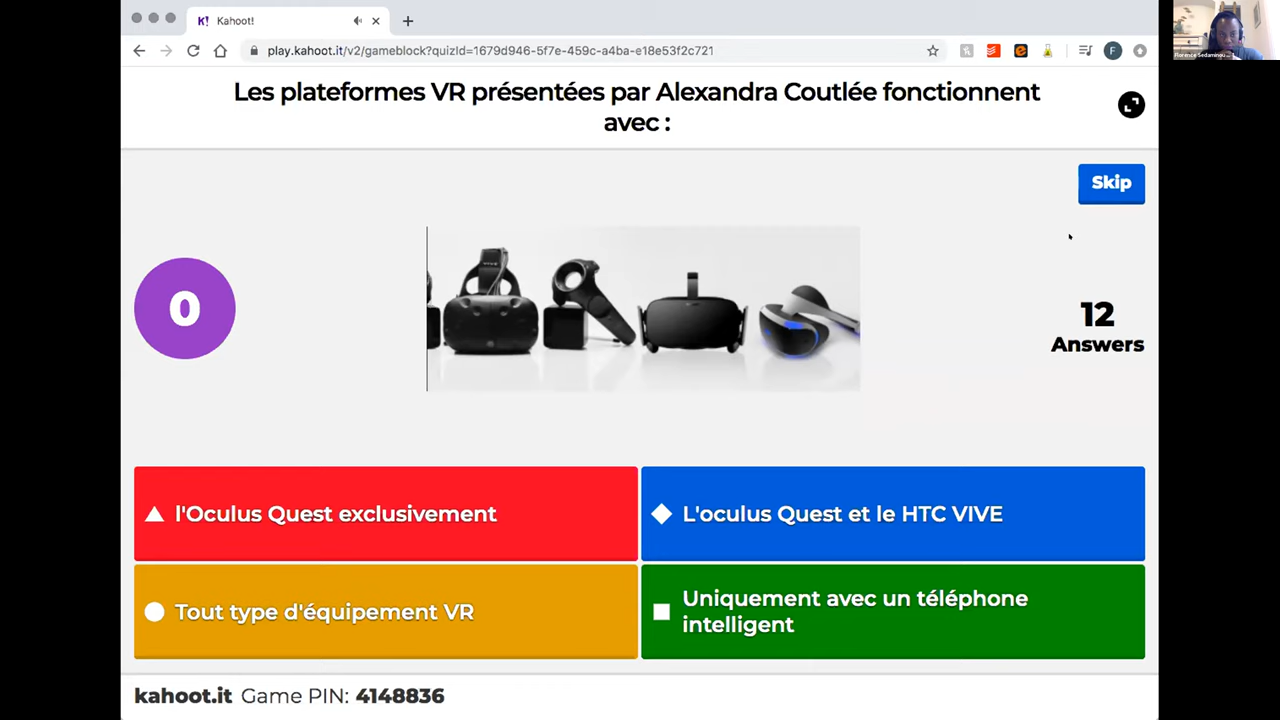 K! Kahoot!
play.kahoot.it/v2/gameblock?quizId=1679d946-5f7e-459c-a4ba-e18e53f2c721
F
Les plateformes VR présentées par Alexandra Coutlée fonctionnent
avec :
Skip
0
12
Answers
l'Oculus Quest exclusivement
L'oculus Quest et le HTC VIVE
Tout type d'équipement VR
Uniquement avec un téléphone
intelligent
kahoot.it Game PIN: 4148836